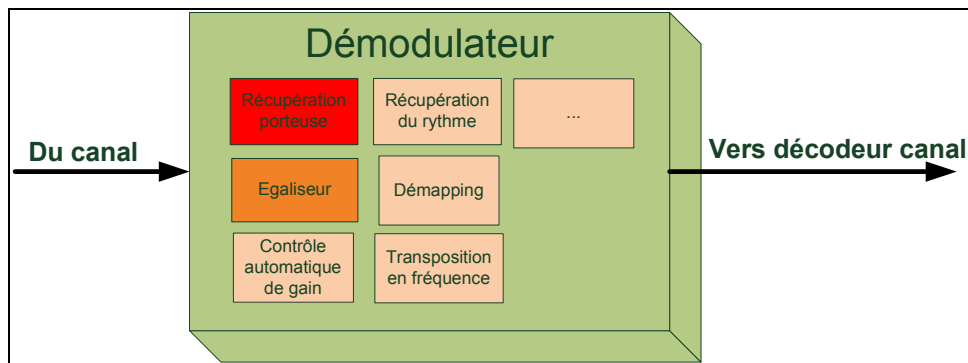 Démodulateur
Récupération
porteuse
Récupération
du rythme
...
Du canal
Vers décodeur canal
Egaliseur
Démapping
Contrôle
automatique
de gain
Transposition
en fréquence